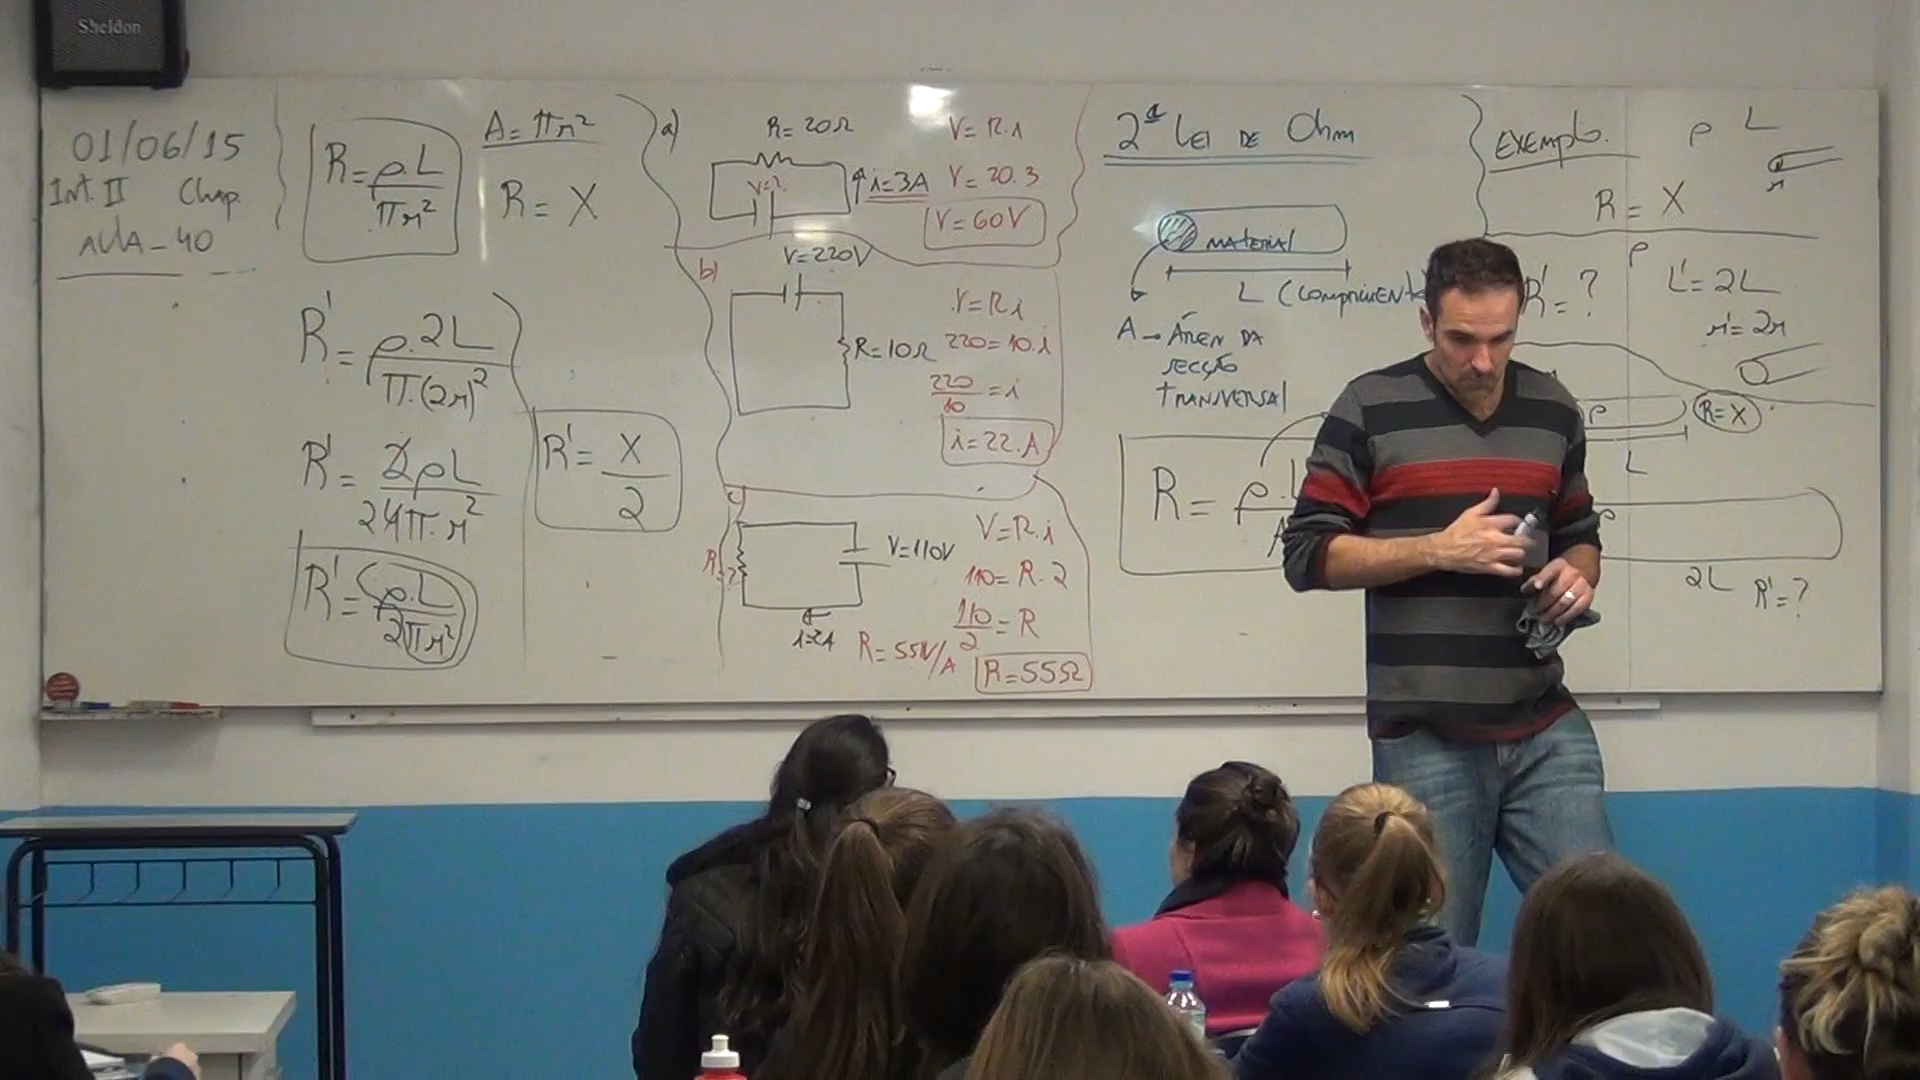 Sheldon
01/06/15
Int. II Chap
AULA - 40
R = ρ.L / πr²
A = πr²
R = X
R' = ρ.2L / π.(2r)²
R' = 2ρL / 24π.r²
R' = ρ.L / 2πr²
R' = X / 2
a)
R = 20Ω
V=?
i = 3A
V = R.i
V = 20.3
V = 60V
b)
V = 220V
R = 10Ω
V = R.i
220 = 10.i
220 / 10 = i
i = 22.A
c)
R=?
V = 110V
i=2A
V = R.i
110 = R.2
110 / 2 = R
R = 55V/A
R = 55Ω
2ª LEI DE Ohm
MATERIAL
L (comprimento
A → ÁREA DA
SECÇÃO
TRANSVERSAL
R = ρ.L
A
EXEMPLO.
ρ L
r
R = X
R' = ?
ρ
L' = 2L
r' = 2r
ρ
R=X
L
ρ
2L R'=?